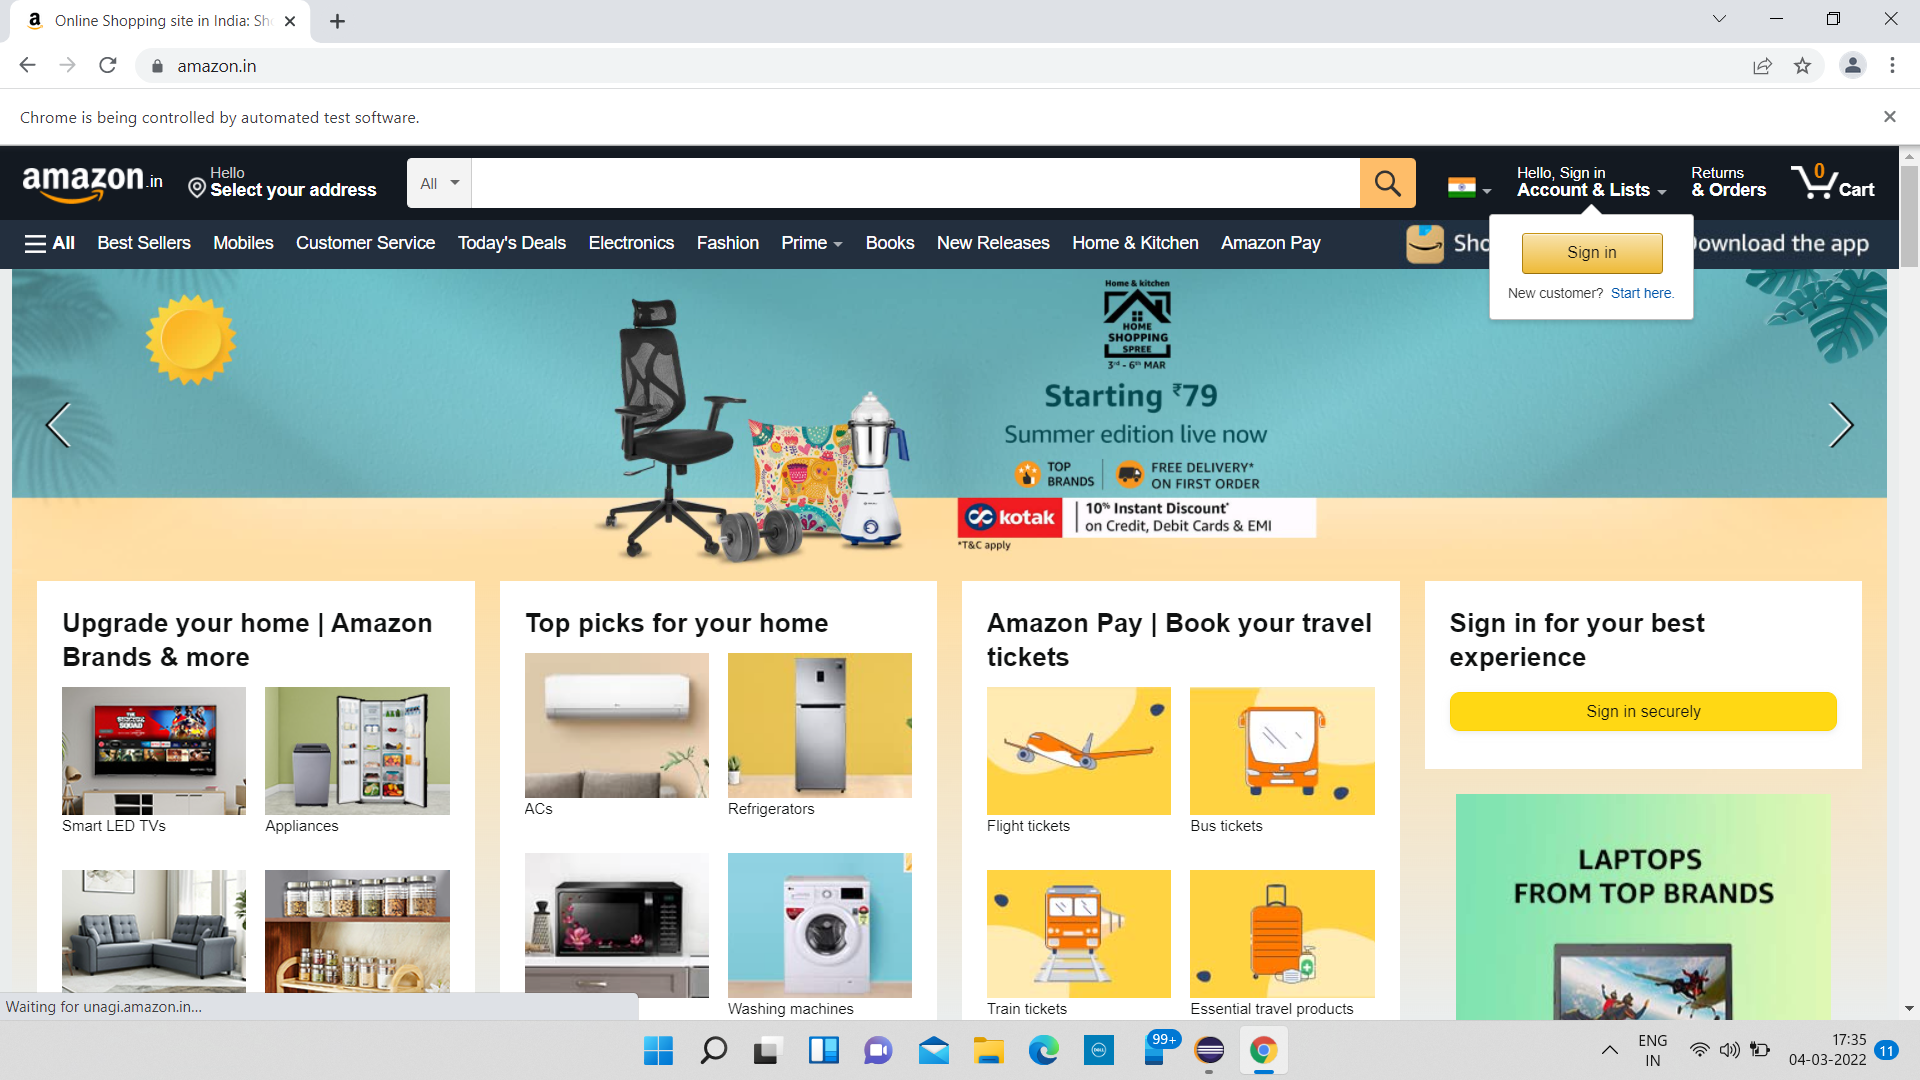 Online Shopping site in India: Sh
amazon.in
Chrome is being controlled by automated test software.
amazon.in
Hello
Select your address
All
Hello, Sign in
Account & Lists
Returns
& Orders
0
Cart
All
Best Sellers
Mobiles
Customer Service
Today's Deals
Electronics
Fashion
Prime
Books
New Releases
Home & Kitchen
Amazon Pay
Sho
Download the app
Sign in
New customer? Start here.
Home & kitchen
HOME
SHOPPING
SPREE
3rd - 6th MAR
Starting ₹79
Summer edition live now
TOP
BRANDS
FREE DELIVERY*
ON FIRST ORDER
kotak
10% Instant Discount*
on Credit, Debit Cards & EMI
*T&C apply
Upgrade your home | Amazon
Brands & more
Smart LED TVs
Appliances
Top picks for your home
ACs
Refrigerators
Washing machines
Amazon Pay | Book your travel
tickets
Flight tickets
Bus tickets
Train tickets
Essential travel products
Sign in for your best
experience
Sign in securely
LAPTOPS
FROM TOP BRANDS
Waiting for unagi.amazon.in...
99+
ENG
IN
17:35
04-03-2022
11